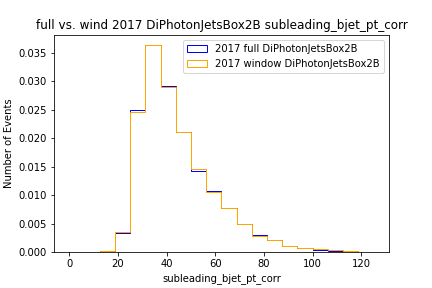 full vs. wind 2017 DiPhotonJetsBox2B subleading_bjet_pt_corr
2017 full DiPhotonJetsBox2B
2017 window DiPhotonJetsBox2B
Number of Events
0.035
0.030
0.025
0.020
0.015
0.010
0.005
0.000
0 20 40 60 80 100 120
subleading_bjet_pt_corr